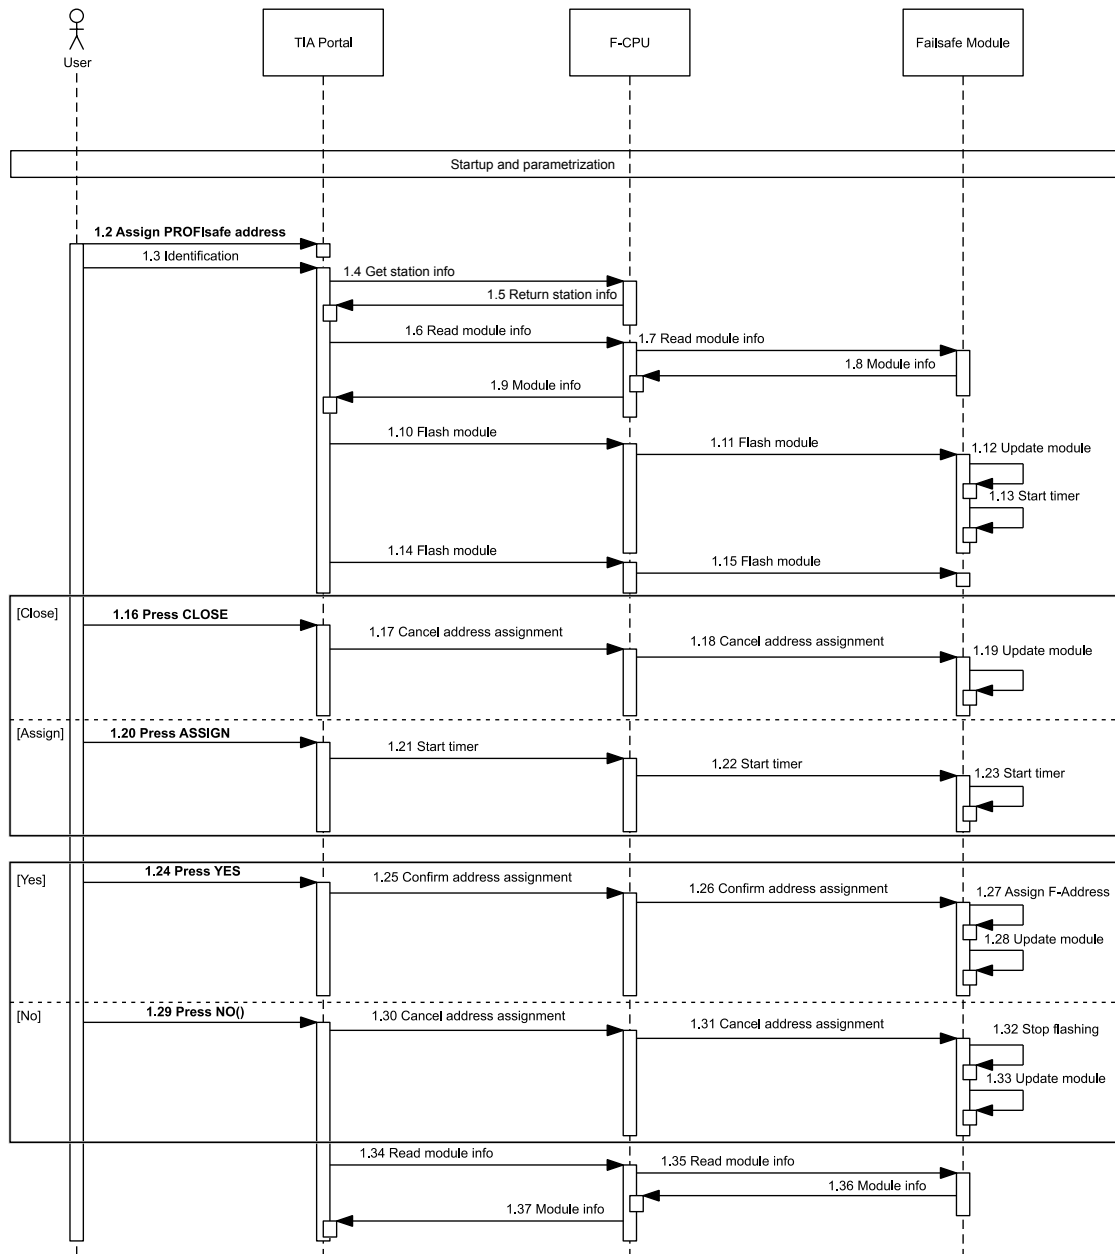 User
TIA Portal
F-CPU
Failsafe Module
Startup and parametrization
1.2 Assign PROFIsafe address
1.3 Identification
1.4 Get station info
1.5 Return station info
1.6 Read module info
1.7 Read module info
1.8 Module info
1.9 Module info
1.10 Flash module
1.11 Flash module
1.12 Update module
1.13 Start timer
1.14 Flash module
1.15 Flash module
[Close]
1.16 Press CLOSE
1.17 Cancel address assignment
1.18 Cancel address assignment
1.19 Update module
[Assign]
1.20 Press ASSIGN
1.21 Start timer
1.22 Start timer
1.23 Start timer
[Yes]
1.24 Press YES
1.25 Confirm address assignment
1.26 Confirm address assignment
1.27 Assign F-Address
1.28 Update module
[No]
1.29 Press NO()
1.30 Cancel address assignment
1.31 Cancel address assignment
1.32 Stop flashing
1.33 Update module
1.34 Read module info
1.35 Read module info
1.36 Module info
1.37 Module info